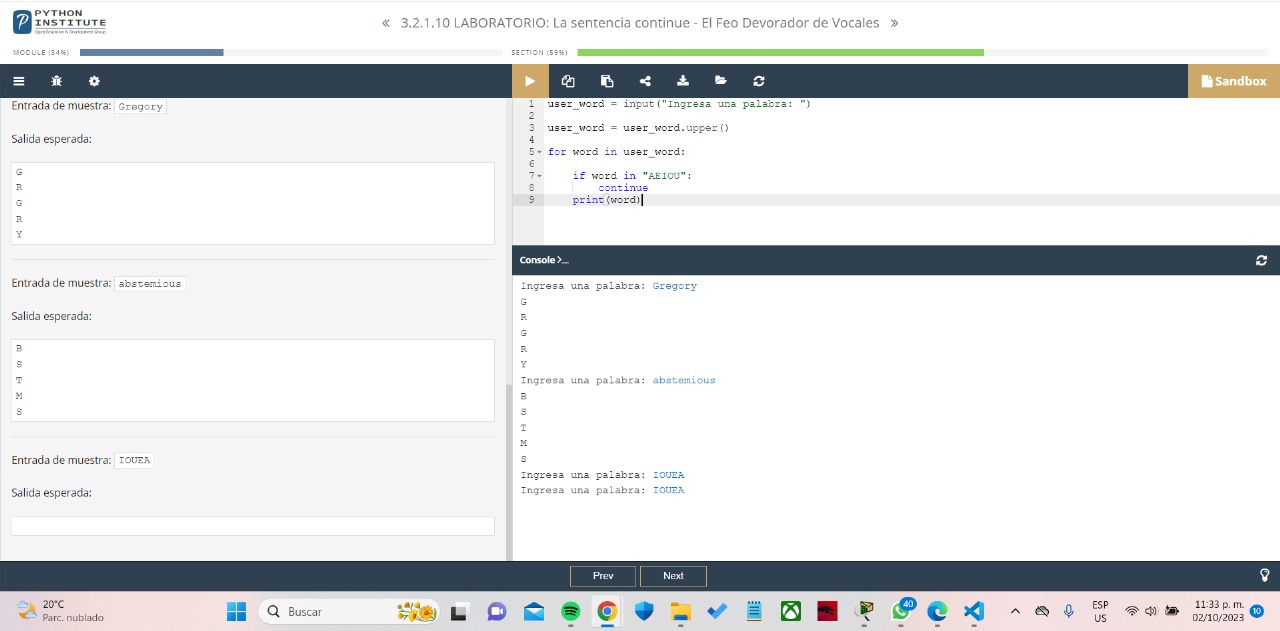 PYTHON
INSTITUTE
Open Education & Development Group
« 3.2.1.10 LABORATORIO: La sentencia continue - El Feo Devorador de Vocales »
MODULE (34%)
SECTION (59%)
Sandbox
Entrada de muestra: Gregory
Salida esperada:
G
R
G
R
Y
Entrada de muestra: abstemious
Salida esperada:
B
S
T
M
S
Entrada de muestra: IOUEA
Salida esperada:
1 user_word = input("Ingresa una palabra: ")
2
3 user_word = user_word.upper()
4
5 for word in user_word:
6
7 if word in "AEIOU":
8 continue
9 print(word)
Console >_
Ingresa una palabra: Gregory
G
R
G
R
Y
Ingresa una palabra: abstemious
B
S
T
M
S
Ingresa una palabra: IOUEA
Ingresa una palabra: IOUEA
Prev
Next
20°C
Parc. nublado
Buscar
40
ESP
US
11:33 p. m.
02/10/2023
10